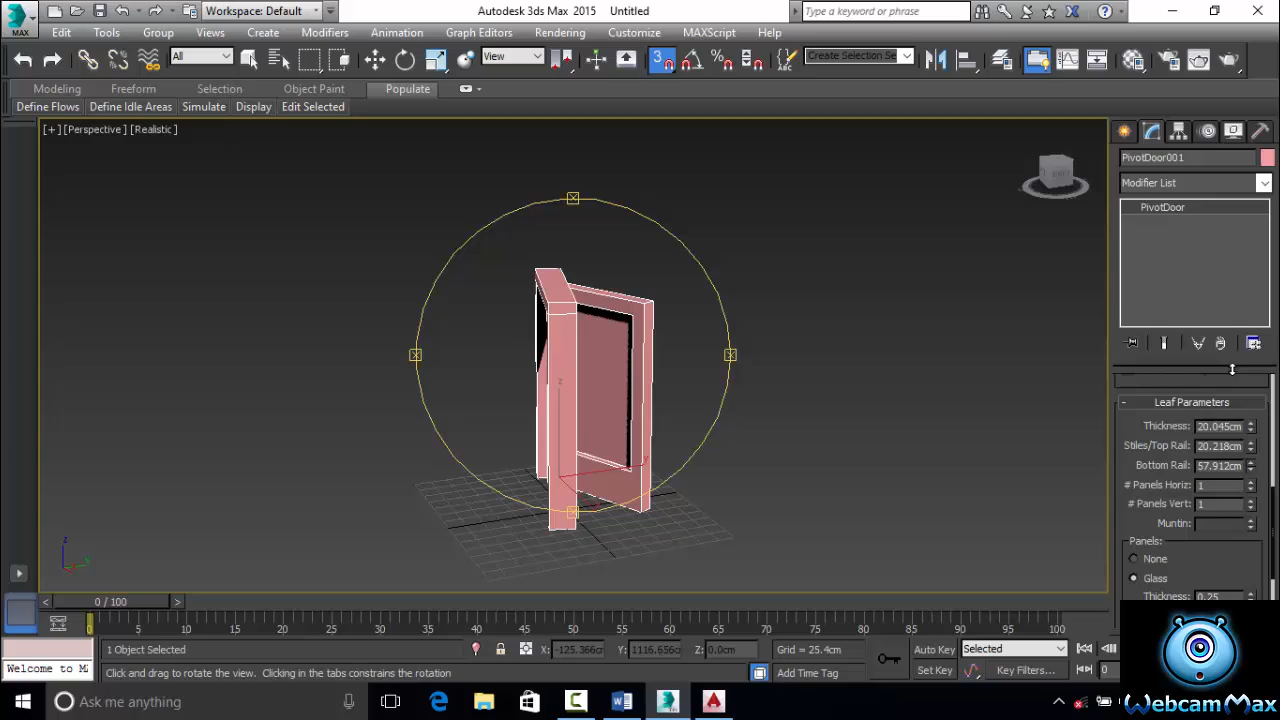 MAX
Workspace: Default
Autodesk 3ds Max 2015 Untitled
Type a keyword or phrase
Edit Tools Group Views Create Modifiers Animation Graph Editors Rendering Customize MAXScript Help
All View 3 Create Selection Se
Modeling Freeform Selection Object Paint Populate
Define Flows Define Idle Areas Simulate Display Edit Selected
[+] [Perspective] [Realistic]
PivotDoor001
Modifier List
PivotDoor
- Leaf Parameters
Thickness: 20.045cm
Stiles/Top Rail: 20.218cm
Bottom Rail: 57.912cm
# Panels Horiz: 1
# Panels Vert: 1
Muntin:
Panels:
None
Glass
Thickness: 0.25
z
y
z
0 / 100
0 5 10 15 20 25 30 35 40 45 50 55 60 65 70 75 80 85 90 95 100
1 Object Selected X: -125.366cm Y: 1116.656cm Z: 0.0cm Grid = 25.4cm Auto Key Selected
Welcome to M
Click and drag to rotate the view. Clicking in the tabs constrains the rotation Add Time Tag Set Key Key Filters... 0
Ask me anything
WebcamMax